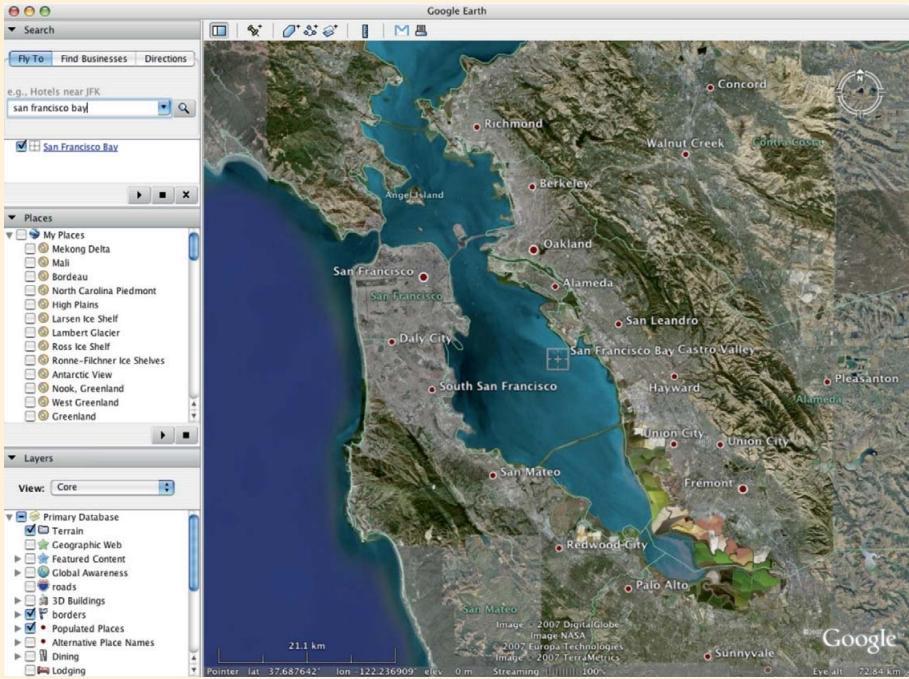 Google Earth
Search
Fly To
Find Businesses
Directions
e.g., Hotels near JFK
san francisco bay
San Francisco Bay
Places
My Places
Mekong Delta
Mali
Bordeau
North Carolina Piedmont
High Plains
Larsen Ice Shelf
Lambert Glacier
Ross Ice Shelf
Ronne-Filchner Ice Shelves
Antarctic View
Nook, Greenland
West Greenland
Greenland
Layers
View: Core
Primary Database
Terrain
Geographic Web
Featured Content
Global Awareness
roads
3D Buildings
borders
Populated Places
Alternative Place Names
Dining
Lodging
N
Concord
Richmond
Walnut Creek
Contra Costa
Berkeley
Angel Island
Oakland
San Francisco
Alameda
San Francisco
San Leandro
Daly City
San Francisco Bay
Castro Valley
Pleasanton
South San Francisco
Hayward
Alameda
Union City
Union City
San Mateo
Fremont
Redwood City
Palo Alto
San Mateo
Image © 2007 DigitalGlobe
Image NASA
© 2007 Europa Technologies
Image © 2007 TerraMetrics
Google
21.1 km
Sunnyvale
Pointer lat 37.687642° lon -122.236909° elev 0 m Streaming 100% Eye alt 72.84 km